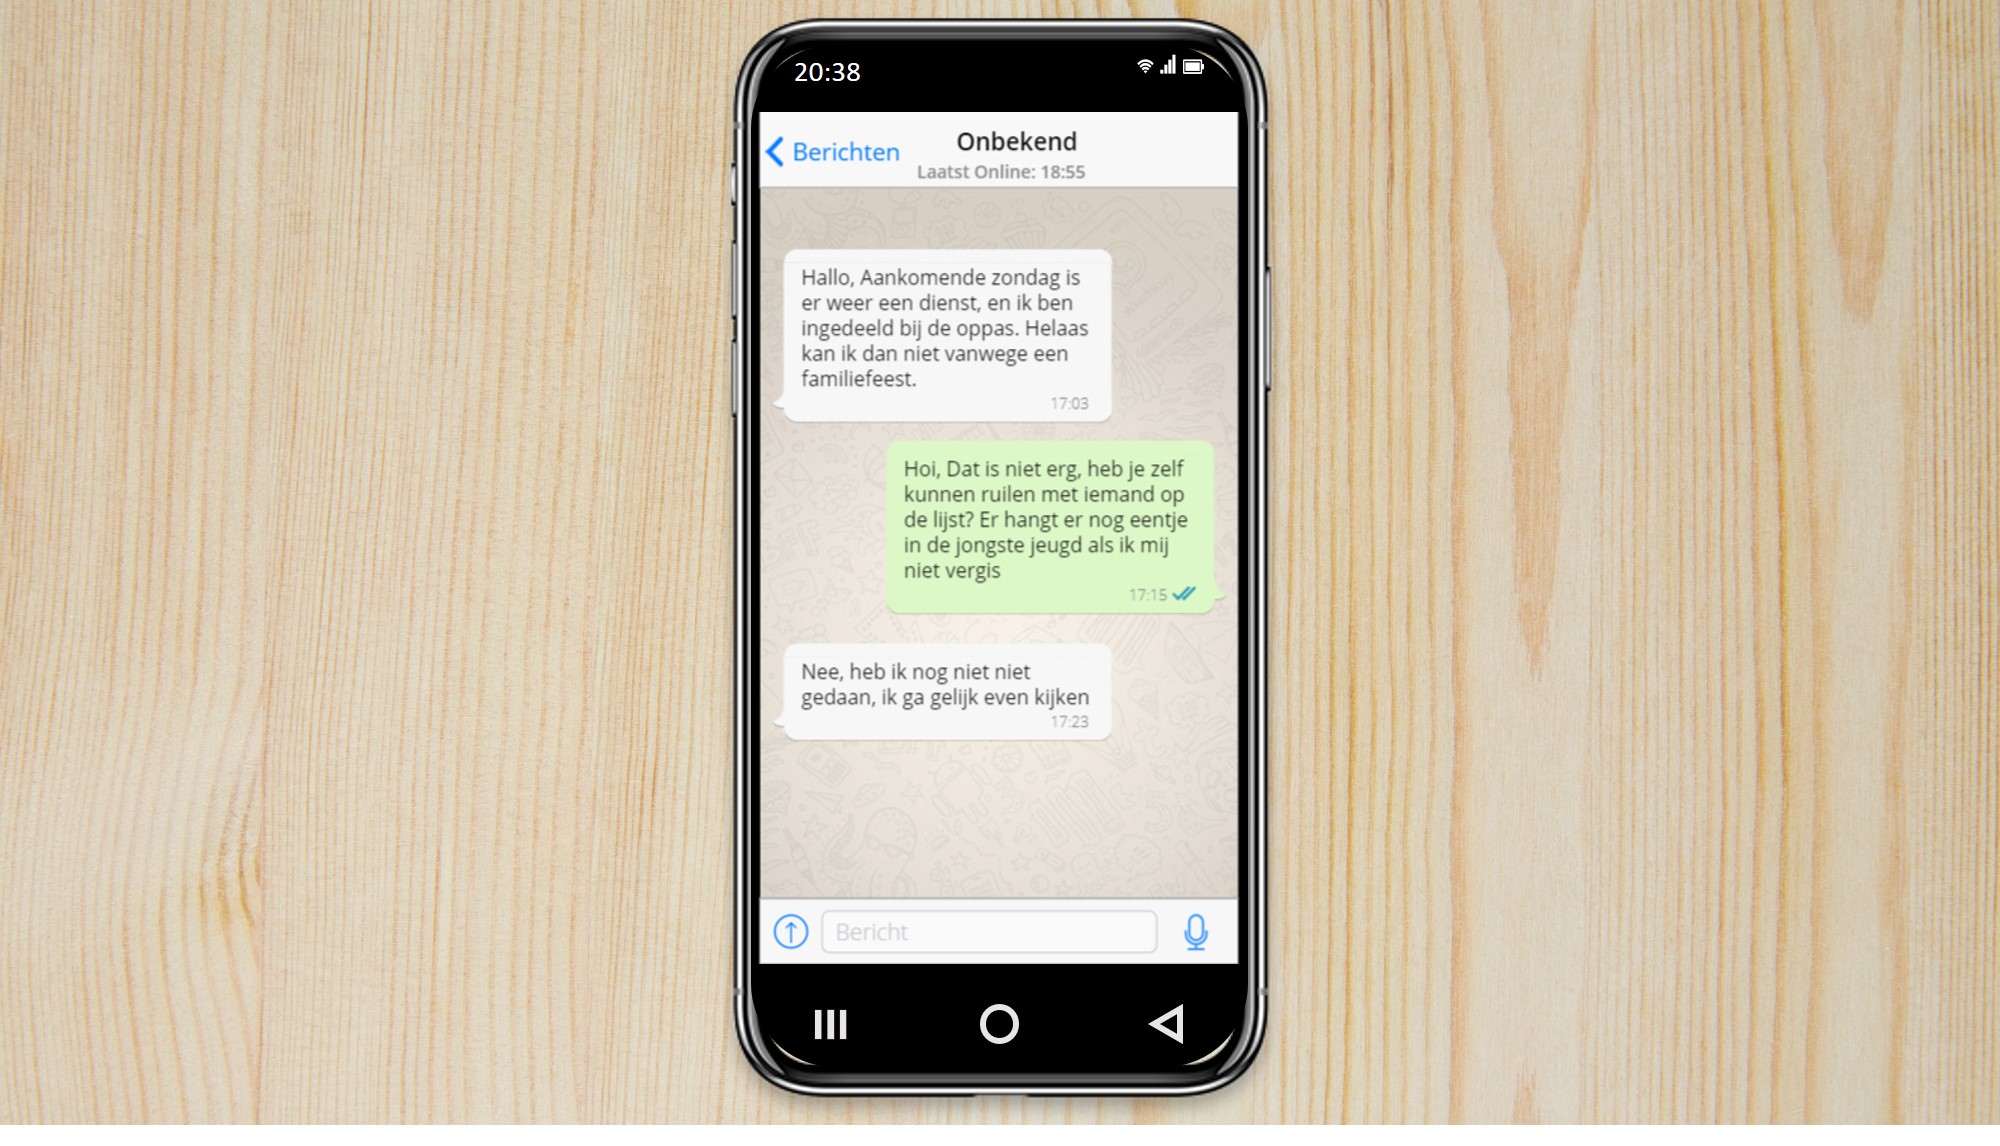 20:38
Berichten
Onbekend
Laatst Online: 18:55
Hallo, Aankomende zondag is
er weer een dienst, en ik ben
ingedeeld bij de oppas. Helaas
kan ik dan niet vanwege een
familiefeest.
17:03
Hoi, Dat is niet erg, heb je zelf
kunnen ruilen met iemand op
de lijst? Er hangt er nog eentje
in de jongste jeugd als ik mij
niet vergis
17:15
Nee, heb ik nog niet niet
gedaan, ik ga gelijk even kijken
17:23
Bericht